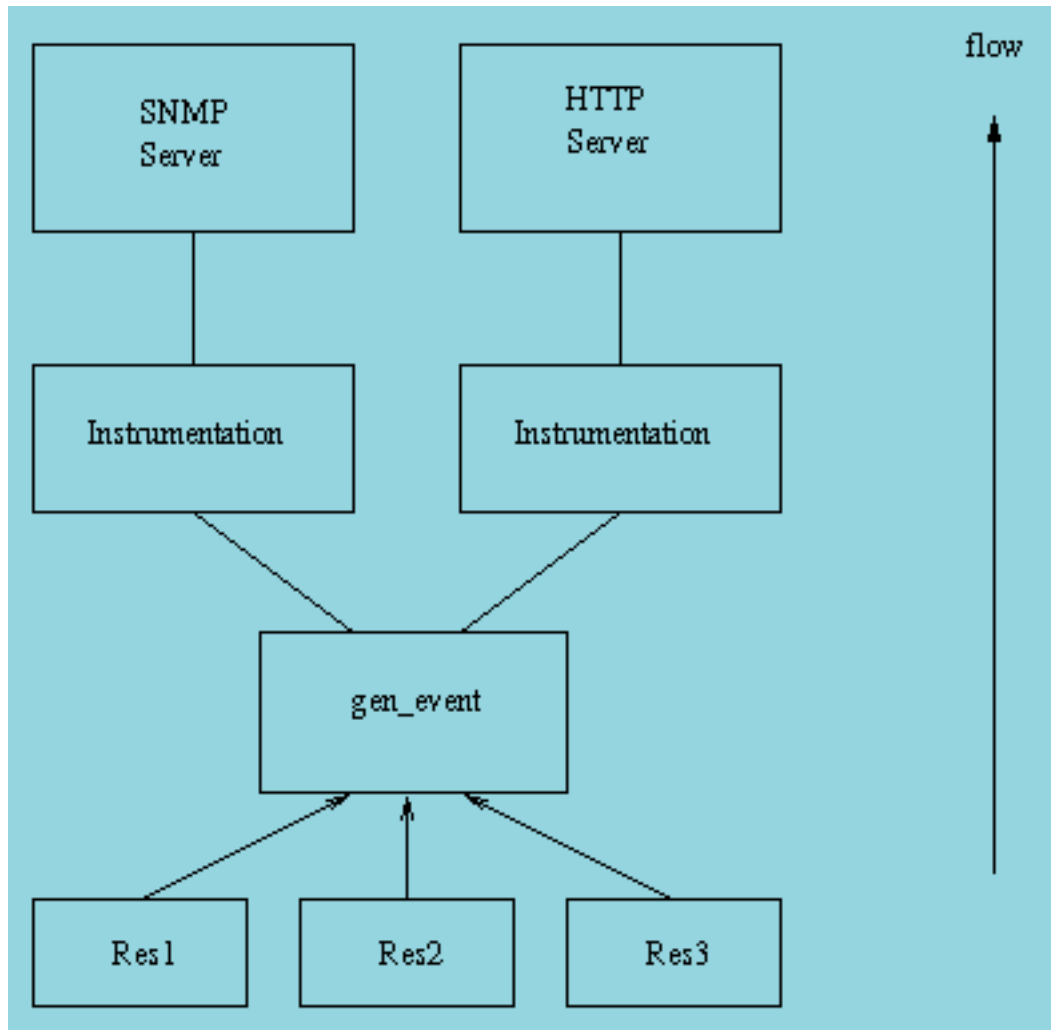 SNMP
Server
HTTP
Server
flow
Instrumentation
Instrumentation
gen_event
Res1
Res2
Res3